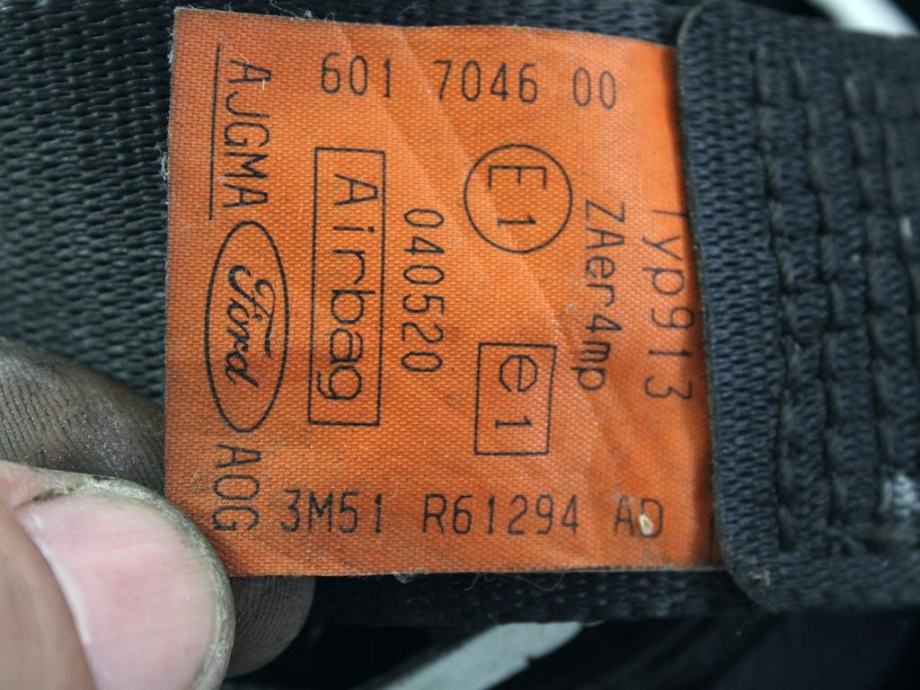 601 7046 00
Typ913
ZAer4mp
E1 e1
040520
Airbag
AJGMA Ford AOG
3M51 R61294 AD